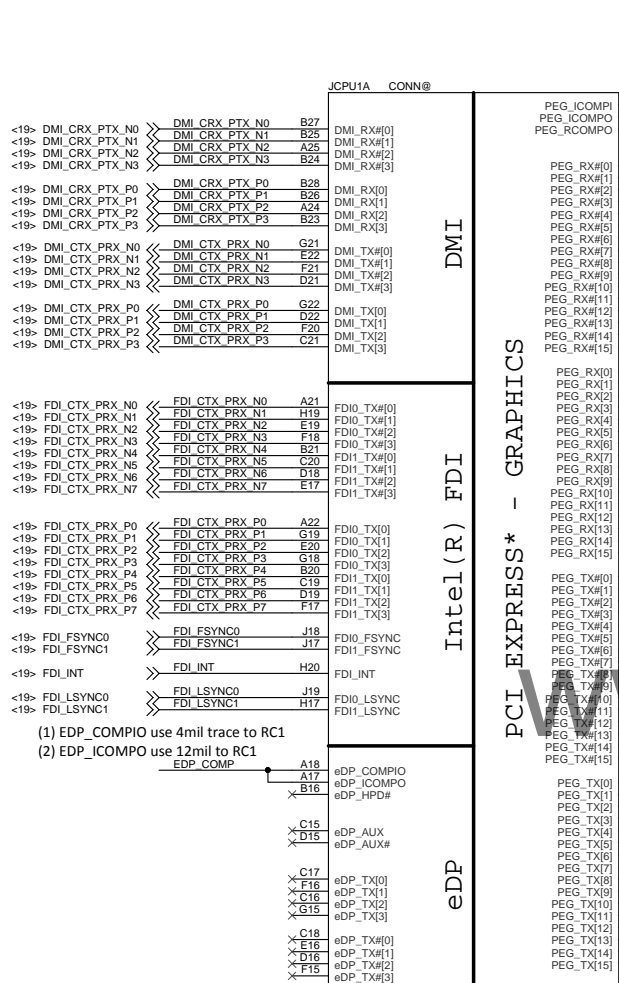 JCPU1A CONN@
<19> DMI_CRX_PTX_N0 DMI_CRX_PTX_N0 B27 DMI_RX#[0]
<19> DMI_CRX_PTX_N1 DMI_CRX_PTX_N1 B25 DMI_RX#[1]
<19> DMI_CRX_PTX_N2 DMI_CRX_PTX_N2 A25 DMI_RX#[2]
<19> DMI_CRX_PTX_N3 DMI_CRX_PTX_N3 B24 DMI_RX#[3]
<19> DMI_CRX_PTX_P0 DMI_CRX_PTX_P0 B28 DMI_RX[0]
<19> DMI_CRX_PTX_P1 DMI_CRX_PTX_P1 B26 DMI_RX[1]
<19> DMI_CRX_PTX_P2 DMI_CRX_PTX_P2 A24 DMI_RX[2]
<19> DMI_CRX_PTX_P3 DMI_CRX_PTX_P3 B23 DMI_RX[3]
<19> DMI_CTX_PRX_N0 DMI_CTX_PRX_N0 G21 DMI_TX#[0]
<19> DMI_CTX_PRX_N1 DMI_CTX_PRX_N1 E22 DMI_TX#[1]
<19> DMI_CTX_PRX_N2 DMI_CTX_PRX_N2 F21 DMI_TX#[2]
<19> DMI_CTX_PRX_N3 DMI_CTX_PRX_N3 D21 DMI_TX#[3]
<19> DMI_CTX_PRX_P0 DMI_CTX_PRX_P0 G22 DMI_TX[0]
<19> DMI_CTX_PRX_P1 DMI_CTX_PRX_P1 D22 DMI_TX[1]
<19> DMI_CTX_PRX_P2 DMI_CTX_PRX_P2 F20 DMI_TX[2]
<19> DMI_CTX_PRX_P3 DMI_CTX_PRX_P3 C21 DMI_TX[3]
DMI
<19> FDI_CTX_PRX_N0 FDI_CTX_PRX_N0 A21 FDI0_TX#[0]
<19> FDI_CTX_PRX_N1 FDI_CTX_PRX_N1 H19 FDI0_TX#[1]
<19> FDI_CTX_PRX_N2 FDI_CTX_PRX_N2 E19 FDI0_TX#[2]
<19> FDI_CTX_PRX_N3 FDI_CTX_PRX_N3 F18 FDI0_TX#[3]
<19> FDI_CTX_PRX_N4 FDI_CTX_PRX_N4 B21 FDI1_TX#[0]
<19> FDI_CTX_PRX_N5 FDI_CTX_PRX_N5 C20 FDI1_TX#[1]
<19> FDI_CTX_PRX_N6 FDI_CTX_PRX_N6 D18 FDI1_TX#[2]
<19> FDI_CTX_PRX_N7 FDI_CTX_PRX_N7 E17 FDI1_TX#[3]
<19> FDI_CTX_PRX_P0 FDI_CTX_PRX_P0 A22 FDI0_TX[0]
<19> FDI_CTX_PRX_P1 FDI_CTX_PRX_P1 G19 FDI0_TX[1]
<19> FDI_CTX_PRX_P2 FDI_CTX_PRX_P2 E20 FDI0_TX[2]
<19> FDI_CTX_PRX_P3 FDI_CTX_PRX_P3 G18 FDI0_TX[3]
<19> FDI_CTX_PRX_P4 FDI_CTX_PRX_P4 B20 FDI1_TX[0]
<19> FDI_CTX_PRX_P5 FDI_CTX_PRX_P5 C19 FDI1_TX[1]
<19> FDI_CTX_PRX_P6 FDI_CTX_PRX_P6 D19 FDI1_TX[2]
<19> FDI_CTX_PRX_P7 FDI_CTX_PRX_P7 F17 FDI1_TX[3]
<19> FDI_FSYNC0 FDI_FSYNC0 J18 FDI0_FSYNC
<19> FDI_FSYNC1 FDI_FSYNC1 J17 FDI1_FSYNC
<19> FDI_INT FDI_INT H20 FDI_INT
<19> FDI_LSYNC0 FDI_LSYNC0 J19 FDI0_LSYNC
<19> FDI_LSYNC1 FDI_LSYNC1 H17 FDI1_LSYNC
Intel(R) FDI
(1) EDP_COMPIO use 4mil trace to RC1
(2) EDP_ICOMPO use 12mil to RC1
EDP_COMP A18 eDP_COMPIO
A17 eDP_ICOMPO
B16 eDP_HPD#
C15 eDP_AUX
D15 eDP_AUX#
C17 eDP_TX[0]
F16 eDP_TX[1]
C16 eDP_TX[2]
G15 eDP_TX[3]
C18 eDP_TX#[0]
E16 eDP_TX#[1]
D16 eDP_TX#[2]
F15 eDP_TX#[3]
eDP
PCI EXPRESS* - GRAPHICS
PEG_ICOMPI
PEG_ICOMPO
PEG_RCOMPO
PEG_RX#[0]
PEG_RX#[1]
PEG_RX#[2]
PEG_RX#[3]
PEG_RX#[4]
PEG_RX#[5]
PEG_RX#[6]
PEG_RX#[7]
PEG_RX#[8]
PEG_RX#[9]
PEG_RX#[10]
PEG_RX#[11]
PEG_RX#[12]
PEG_RX#[13]
PEG_RX#[14]
PEG_RX#[15]
PEG_RX[0]
PEG_RX[1]
PEG_RX[2]
PEG_RX[3]
PEG_RX[4]
PEG_RX[5]
PEG_RX[6]
PEG_RX[7]
PEG_RX[8]
PEG_RX[9]
PEG_RX[10]
PEG_RX[11]
PEG_RX[12]
PEG_RX[13]
PEG_RX[14]
PEG_RX[15]
PEG_TX#[0]
PEG_TX#[1]
PEG_TX#[2]
PEG_TX#[3]
PEG_TX#[4]
PEG_TX#[5]
PEG_TX#[6]
PEG_TX#[7]
PEG_TX#[8]
PEG_TX#[9]
PEG_TX#[10]
PEG_TX#[11]
PEG_TX#[12]
PEG_TX#[13]
PEG_TX#[14]
PEG_TX#[15]
PEG_TX[0]
PEG_TX[1]
PEG_TX[2]
PEG_TX[3]
PEG_TX[4]
PEG_TX[5]
PEG_TX[6]
PEG_TX[7]
PEG_TX[8]
PEG_TX[9]
PEG_TX[10]
PEG_TX[11]
PEG_TX[12]
PEG_TX[13]
PEG_TX[14]
PEG_TX[15]